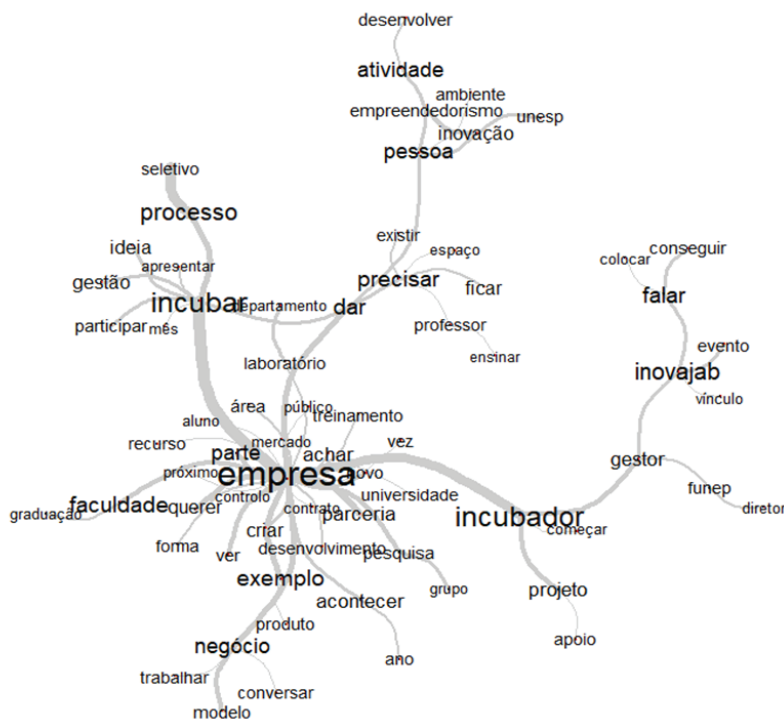 desenvolver
atividade
ambiente
empreendedorismo
unesp
inovação
pessoa
seletivo
processo
existir
espaço
ideia
apresentar
gestão
precisar
ficar
colocar
conseguir
falar
incubar
departamento
dar
participar
mês
professor
ensinar
evento
inovajab
vínculo
laboratório
área
público
treinamento
aluno
recurso
mercado
vez
parte
achar
gestor
próximo
empresa
novo
funep
diretor
controlo
universidade
graduação
faculdade
querer
contrato
parceria
incubador
começar
criar
forma
ver
desenvolvimento
pesquisa
exemplo
grupo
projeto
acontecer
produto
apoio
negócio
ano
trabalhar
conversar
modelo